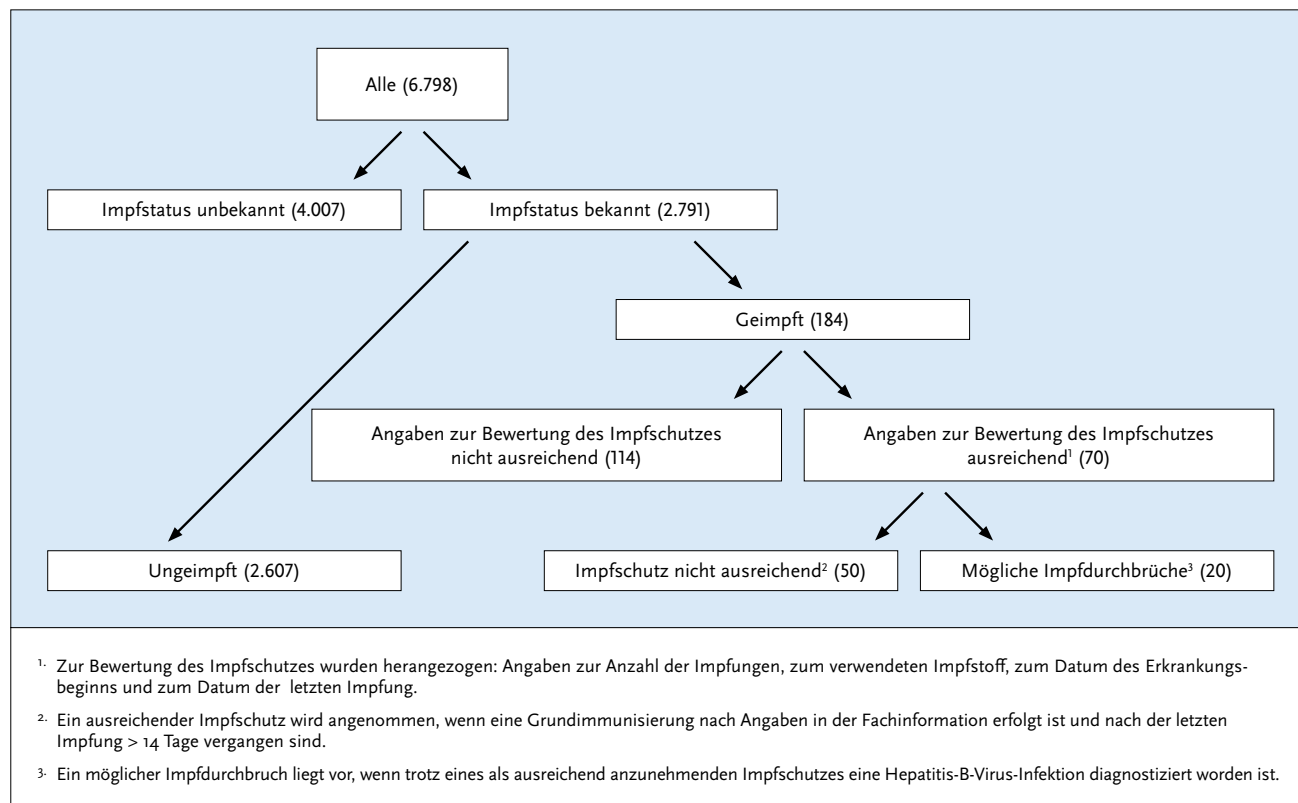 Alle (6.798)
Impfstatus unbekannt (4.007)
Impfstatus bekannt (2.791)
Geimpft (184)
Angaben zur Bewertung des Impfschutzes
nicht ausreichend (114)
Angaben zur Bewertung des Impfschutzes
ausreichend¹ (70)
Ungeimpft (2.607)
Impfschutz nicht ausreichend² (50)
Mögliche Impfdurchbrüche³ (20)
1. Zur Bewertung des Impfschutzes wurden herangezogen: Angaben zur Anzahl der Impfungen, zum verwendeten Impfstoff, zum Datum des Erkrankungs-
beginns und zum Datum der letzten Impfung.
2. Ein ausreichender Impfschutz wird angenommen, wenn eine Grundimmunisierung nach Angaben in der Fachinformation erfolgt ist und nach der letzten
Impfung > 14 Tage vergangen sind.
3. Ein möglicher Impfdurchbruch liegt vor, wenn trotz eines als ausreichend anzunehmenden Impfschutzes eine Hepatitis-B-Virus-Infektion diagnostiziert worden ist.